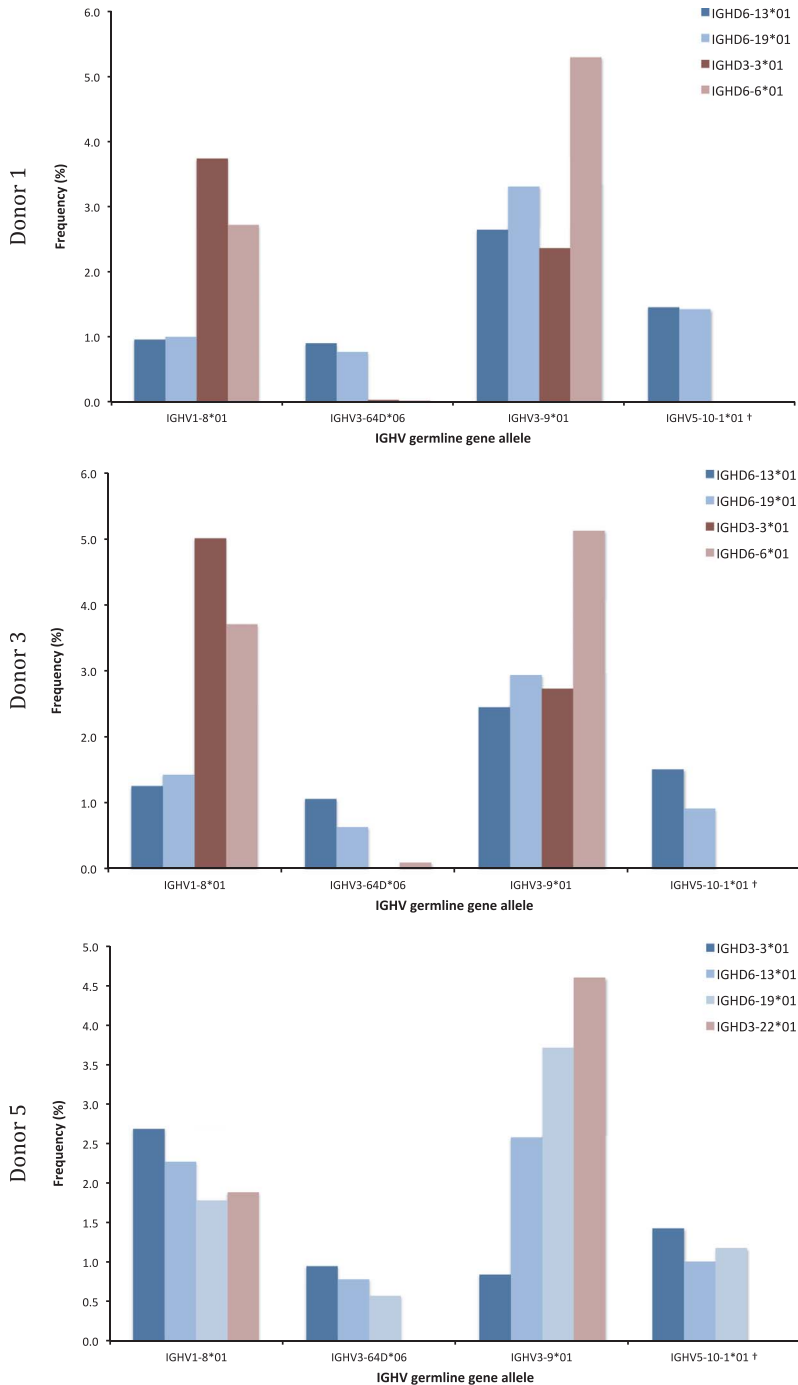 Donor 1
Frequency (%)
6.0
5.0
4.0
3.0
2.0
1.0
0.0
IGHD6-13*01
IGHD6-19*01
IGHD3-3*01
IGHD6-6*01
IGHV1-8*01
IGHV3-64D*06
IGHV3-9*01
IGHV5-10-1*01 †
IGHV germline gene allele
Donor 3
Frequency (%)
6.0
5.0
4.0
3.0
2.0
1.0
0.0
IGHD6-13*01
IGHD6-19*01
IGHD3-3*01
IGHD6-6*01
IGHV1-8*01
IGHV3-64D*06
IGHV3-9*01
IGHV5-10-1*01 †
IGHV germline gene allele
Donor 5
Frequency (%)
5.0
4.5
4.0
3.5
3.0
2.5
2.0
1.5
1.0
0.5
0.0
IGHD3-3*01
IGHD6-13*01
IGHD6-19*01
IGHD3-22*01
IGHV1-8*01
IGHV3-64D*06
IGHV3-9*01
IGHV5-10-1*01 †
IGHV germline gene allele